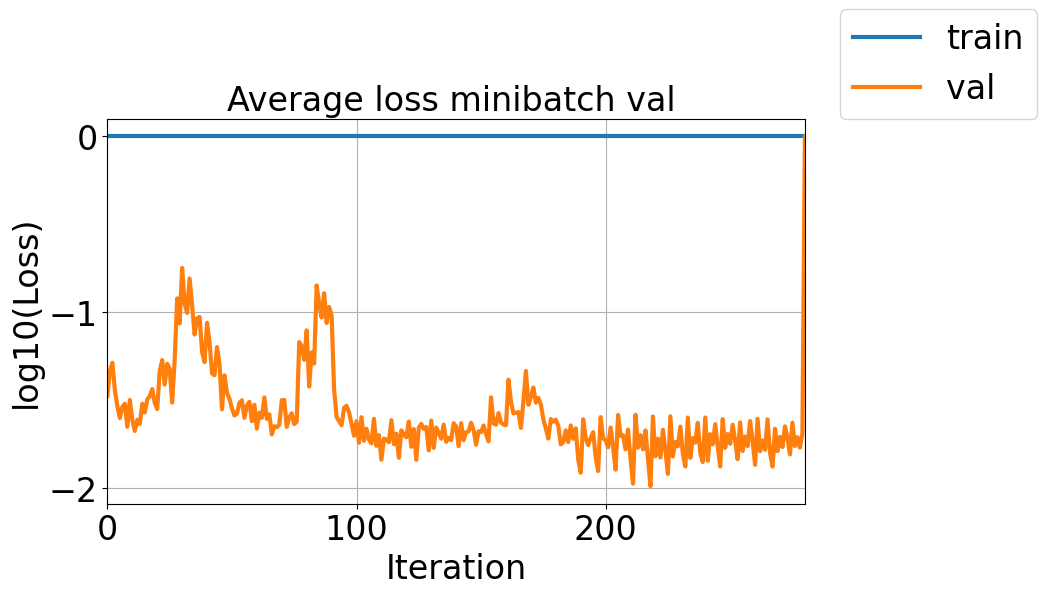 train
val
Average loss minibatch val
log10(Loss)
0
−1
−2
0 100 200
Iteration